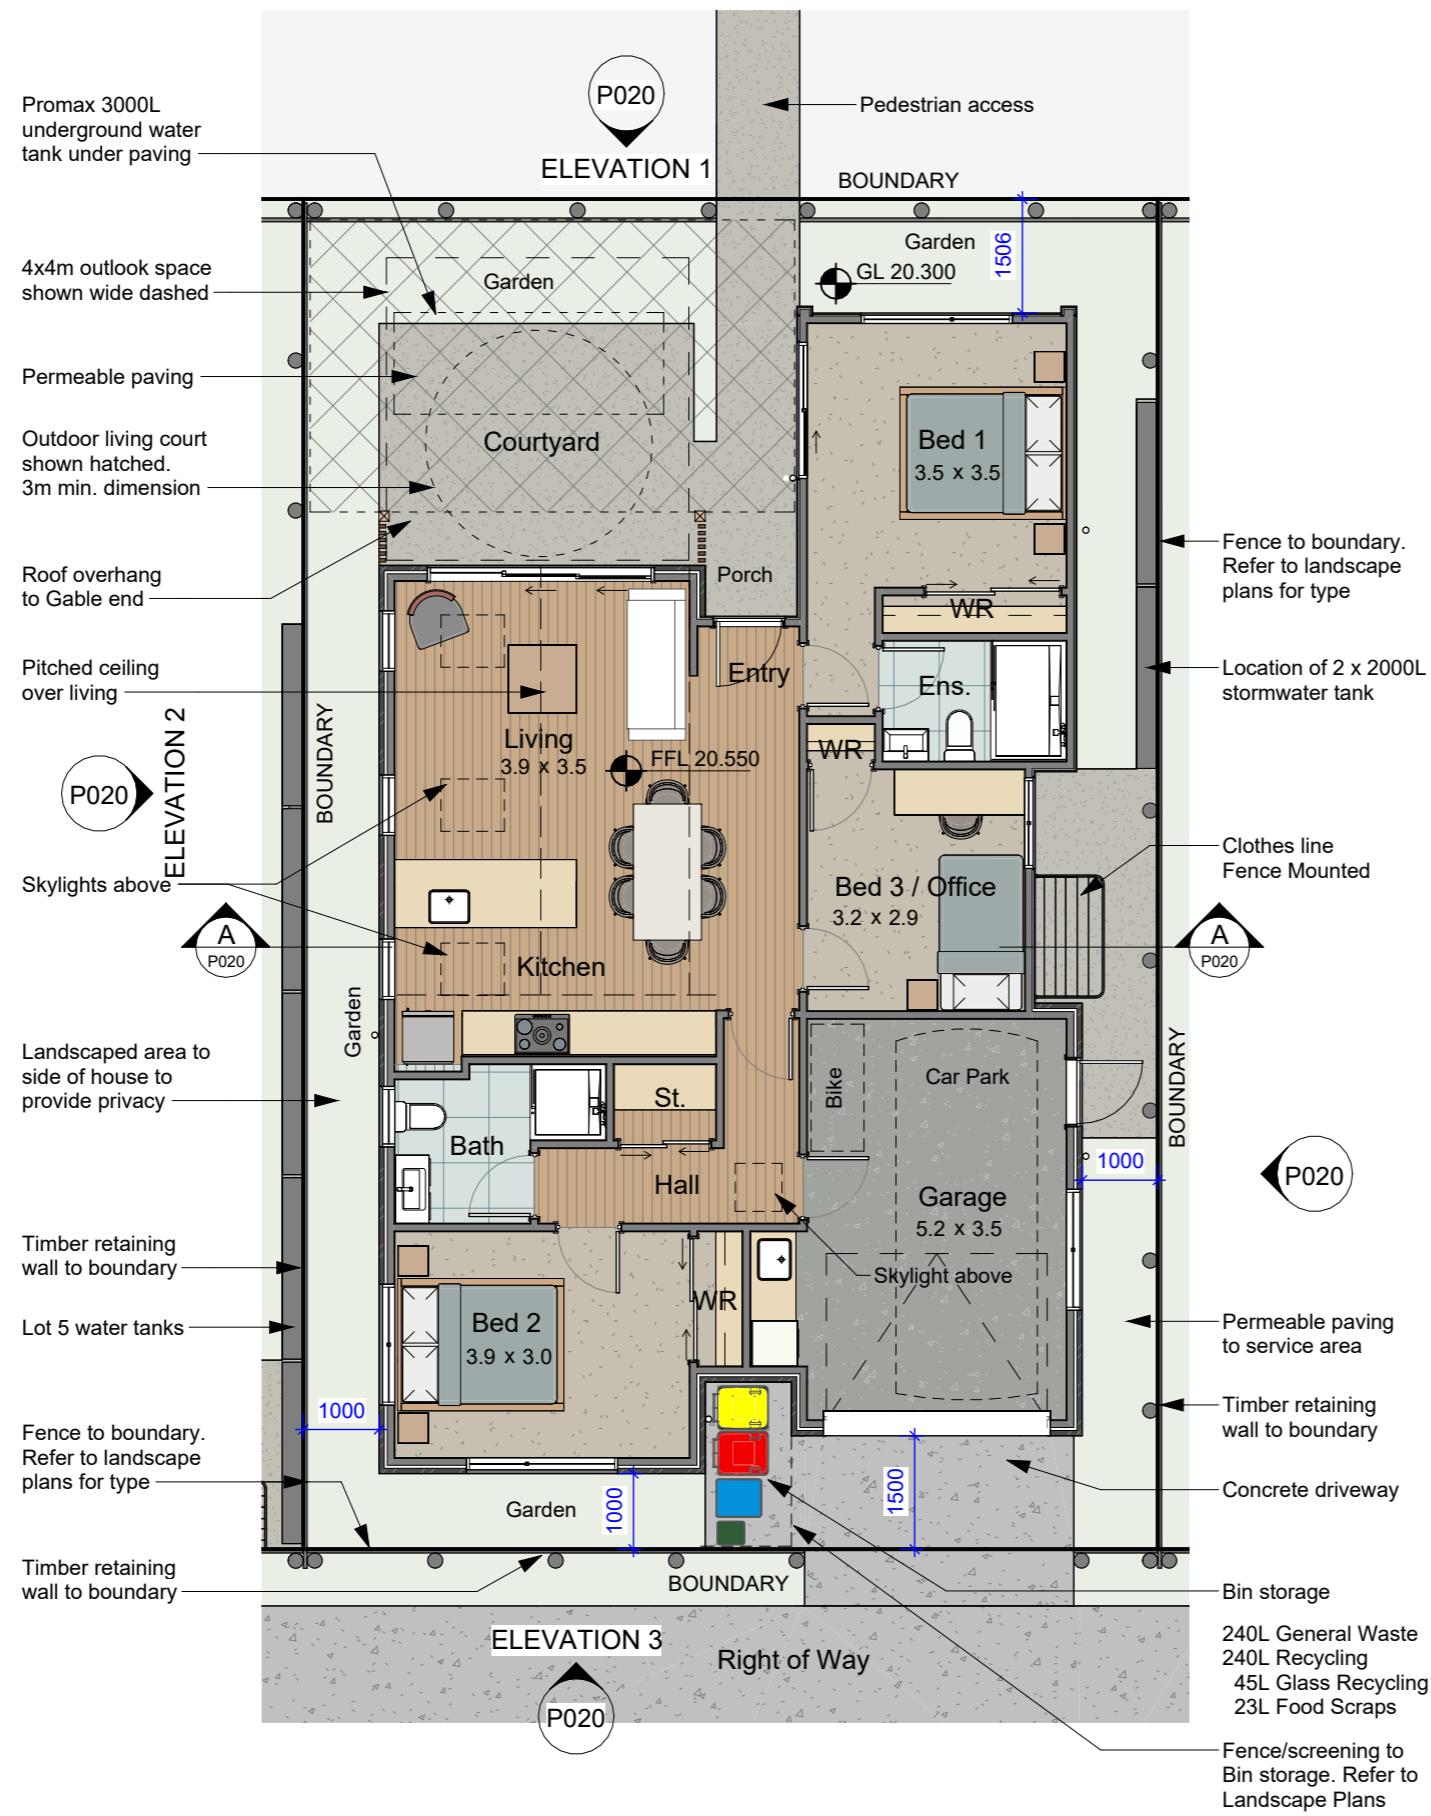 Promax 3000L
underground water
tank under paving
P020
ELEVATION 1
Pedestrian access
BOUNDARY
4x4m outlook space
shown wide dashed
Garden
Garden
1506
GL 20.300
Permeable paving
Outdoor living court
shown hatched.
3m min. dimension
Courtyard
Bed 1
3.5 x 3.5
Roof overhang
to Gable end
Porch
WR
Fence to boundary.
Refer to landscape
plans for type
Pitched ceiling
over living
Entry
Ens.
Location of 2 x 2000L
stormwater tank
P020
ELEVATION 2
BOUNDARY
Living
3.9 x 3.5
FFL 20.550
WR
Skylights above
Bed 3 / Office
3.2 x 2.9
Clothes line
Fence Mounted
A
P020
Kitchen
A
P020
Garden
Landscaped area to
side of house to
provide privacy
Bath
St.
Hall
Bike
Car Park
BOUNDARY
1000
P020
Garage
5.2 x 3.5
Timber retaining
wall to boundary
Skylight above
WR
Lot 5 water tanks
Bed 2
3.9 x 3.0
Permeable paving
to service area
1000
Fence to boundary.
Refer to landscape
plans for type
Timber retaining
wall to boundary
Garden
1000
1500
Concrete driveway
Timber retaining
wall to boundary
BOUNDARY
Bin storage
240L General Waste
240L Recycling
45L Glass Recycling
23L Food Scraps
ELEVATION 3
P020
Right of Way
Fence/screening to
Bin storage. Refer to
Landscape Plans